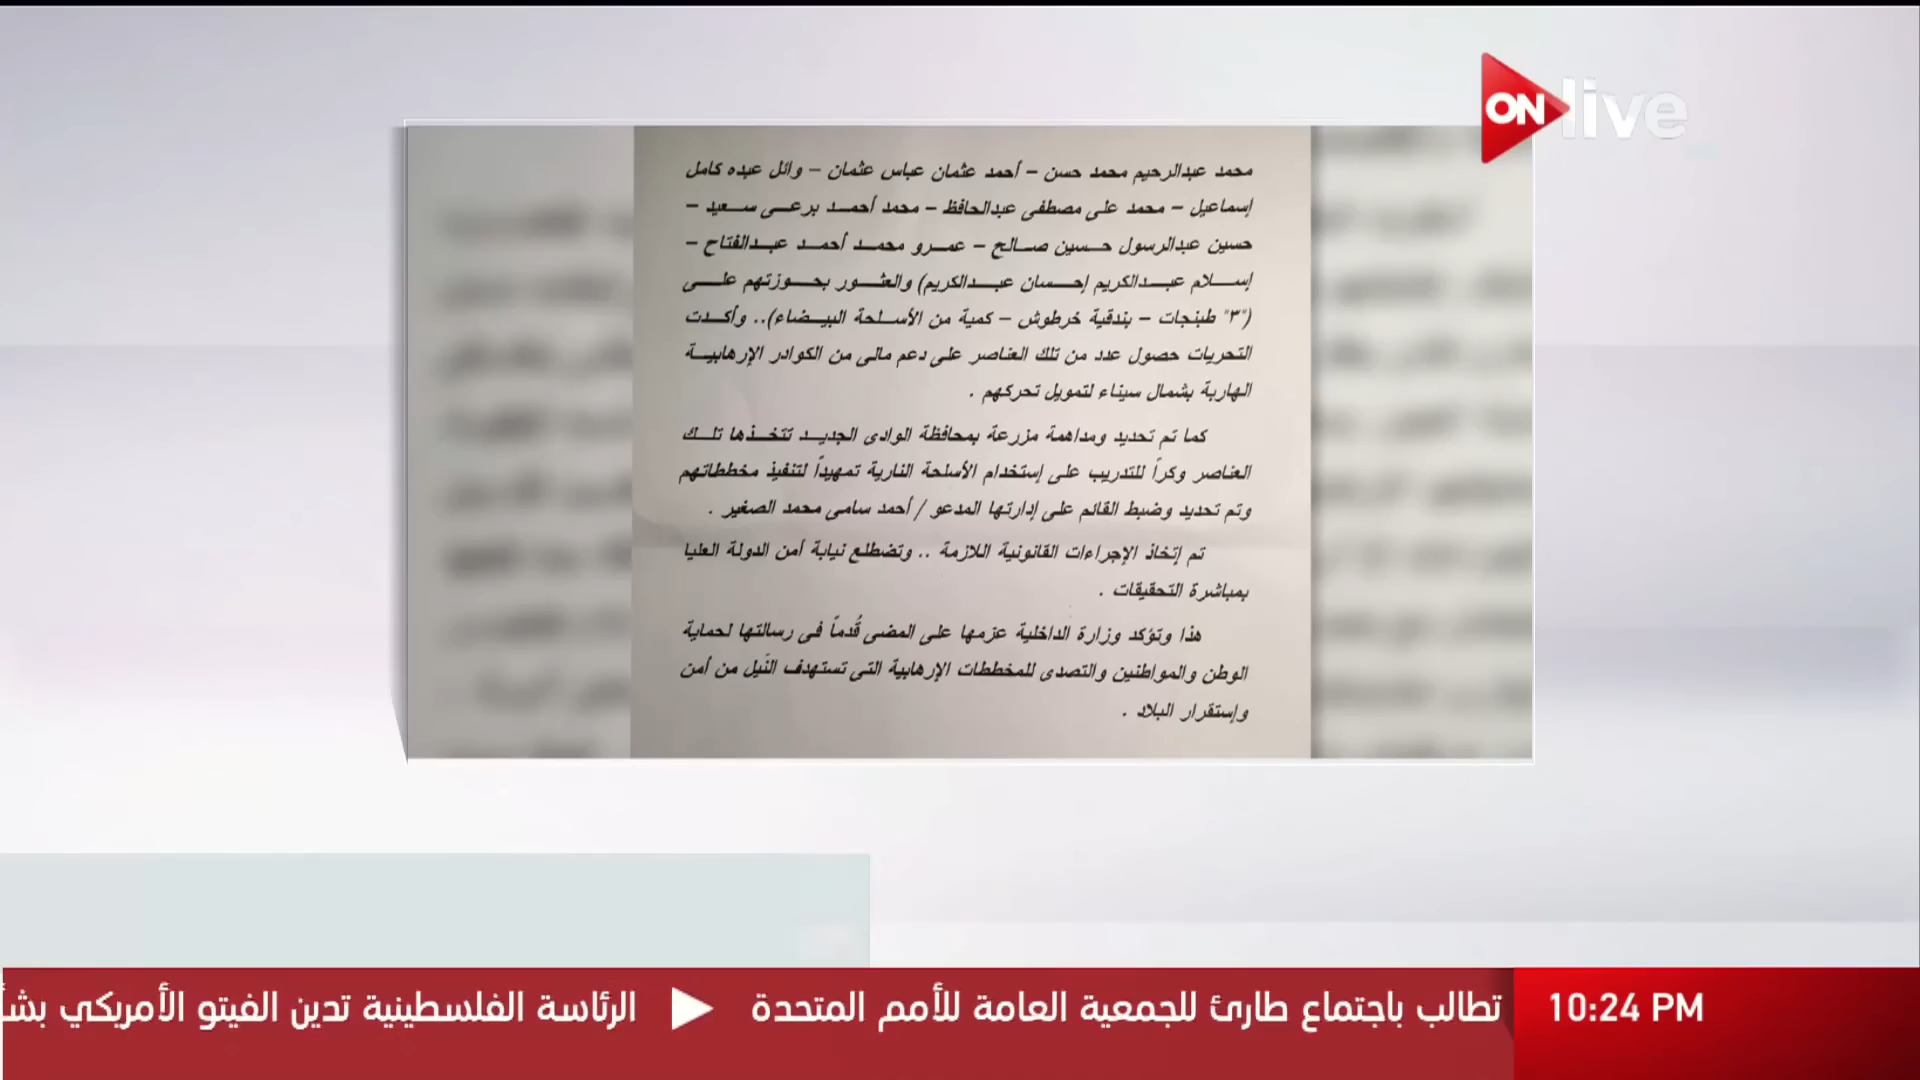 ON live
محمد عبدالرحيم محمد حسن – أحمد عثمان عباس عثمان – وائل عبده كامل
إسماعيل – محمد على مصطفى عبدالحافظ – محمد أحمد برعى سعيد –
حسين عبدالرسول حسين صالح – عمرو محمد أحمد عبدالفتاح –
إسلام عبدالكريم إحسان عبدالكريم) والعثور بحوزتهم على
("٣" طبنجات – بندقية خرطوش – كمية من الأسلحة البيضاء).. وأكدت
التحريات حصول عدد من تلك العناصر على دعم مالى من الكوادر الإرهابية
الهاربة بشمال سيناء لتمويل تحركهم .
كما تم تحديد ومداهمة مزرعة بمحافظة الوادى الجديد تتخذها تلك
العناصر وكراً للتدريب على إستخدام الأسلحة النارية تمهيداً لتنفيذ مخططاتهم
وتم تحديد وضبط القائم على إدارتها المدعو / أحمد سامى محمد الصغير .
تم إتخاذ الإجراءات القانونية اللازمة .. وتضطلع نيابة أمن الدولة العليا
بمباشرة التحقيقات .
هذا وتؤكد وزارة الداخلية عزمها على المضى قُدماً فى رسالتها لحماية
الوطن والمواطنين والتصدى للمخططات الإرهابية التى تستهدف النَيل من أمن
وإستقرار البلاد .
10:24 PM
تطالب باجتماع طارئ للجمعية العامة للأمم المتحدة ◀ الرئاسة الفلسطينية تدين الفيتو الأمريكي